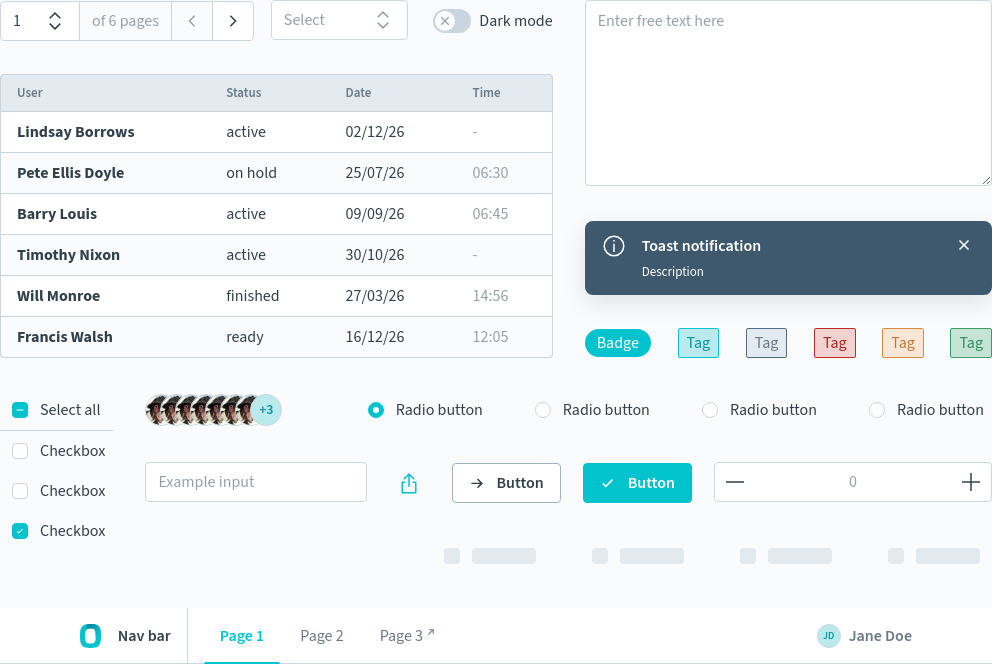 1 of 6 pages Select Dark mode Enter free text here
User Status Date Time
Lindsay Borrows active 02/12/26 -
Pete Ellis Doyle on hold 25/07/26 06:30
Barry Louis active 09/09/26 06:45
Timothy Nixon active 30/10/26 -
Will Monroe finished 27/03/26 14:56
Francis Walsh ready 16/12/26 12:05
Toast notification
Description
Badge Tag Tag Tag Tag Tag
Select all +3 Radio button Radio button Radio button Radio button
Checkbox
Checkbox
Checkbox
Example input Button Button 0
Nav bar Page 1 Page 2 Page 3 JD Jane Doe